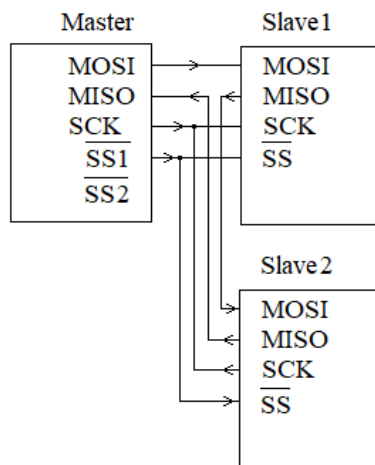 Master
MOSI
MISO
SCK
SS1
SS2
Slave1
MOSI
MISO
SCK
SS
Slave2
MOSI
MISO
SCK
SS